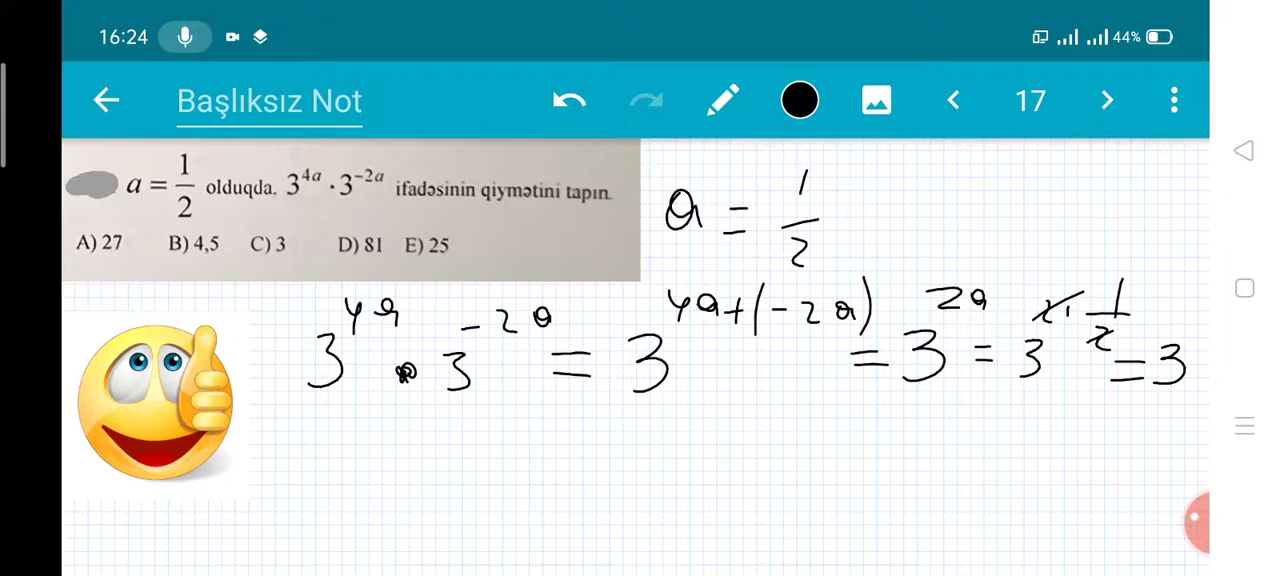 16:24 44%
Başlıksız Not 17
a = 1/2 olduqda. 3^{4a} · 3^{-2a} ifadəsinin qiymətini tapın.
A) 27 B) 4,5 C) 3 D) 81 E) 25
a = 1/2
3^{4a} · 3^{-2a} = 3^{4a+(-2a)} = 3^{2a} = 3^{2·1/2} = 3